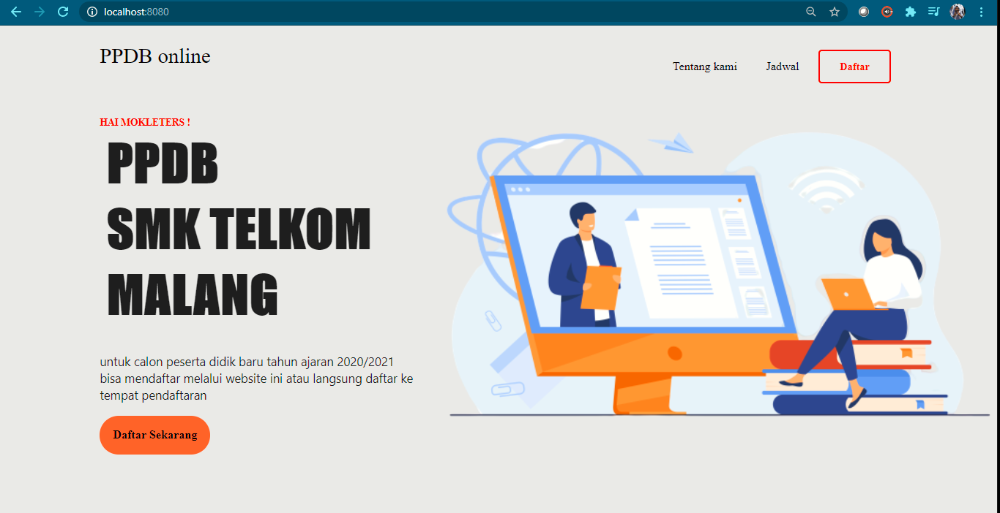 localhost:8080
PPDB online
Tentang kami
Jadwal
Daftar
HAI MOKLETERS !
PPDB
SMK TELKOM
MALANG
untuk calon peserta didik baru tahun ajaran 2020/2021
bisa mendaftar melalui website ini atau langsung daftar ke
tempat pendaftaran
Daftar Sekarang